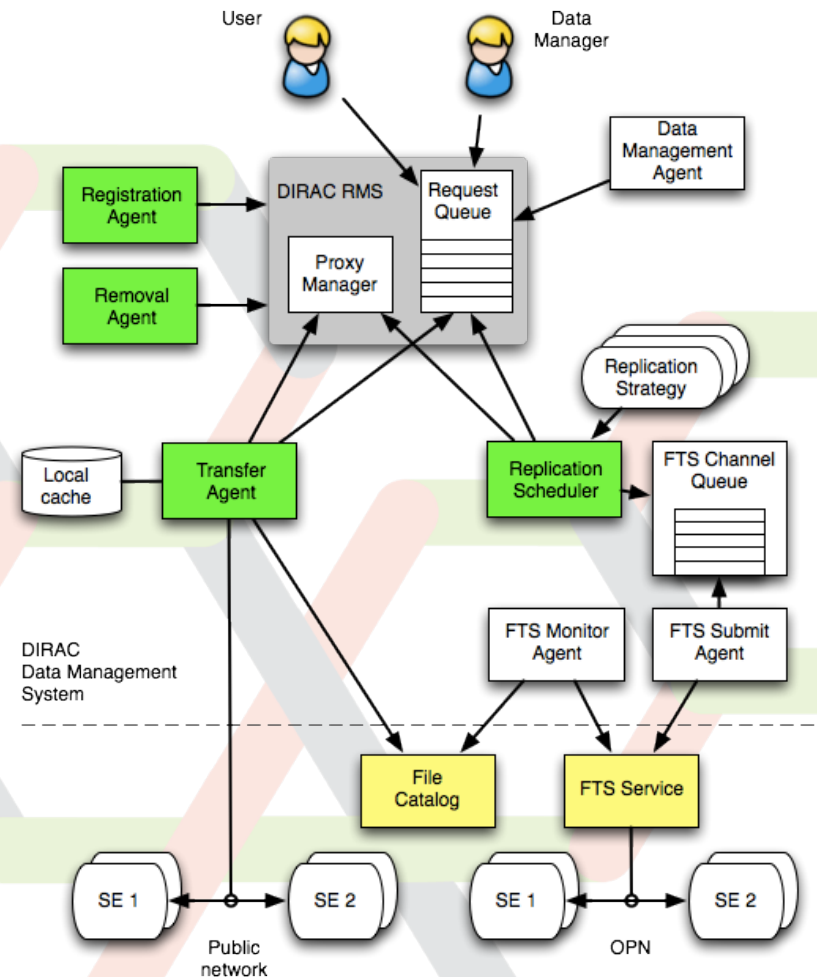 User
Data
Manager
Data
Management
Agent
Registration
Agent
DIRAC RMS
Request
Queue
Proxy
Manager
Removal
Agent
Replication
Strategy
Local
cache
Transfer
Agent
Replication
Scheduler
FTS Channel
Queue
FTS Monitor
Agent
FTS Submit
Agent
DIRAC
Data Management
System
File
Catalog
FTS Service
SE 1
SE 2
SE 1
SE 2
Public
network
OPN